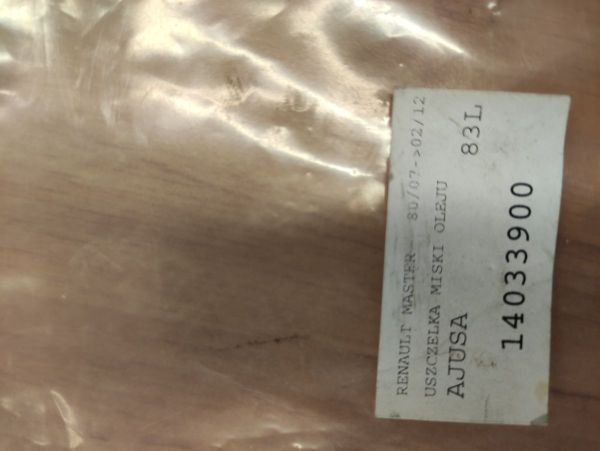 RENAULT MASTER 80/07->02/12
USZCZELKA MISKI OLEJU
AJUSA 83L
14033900